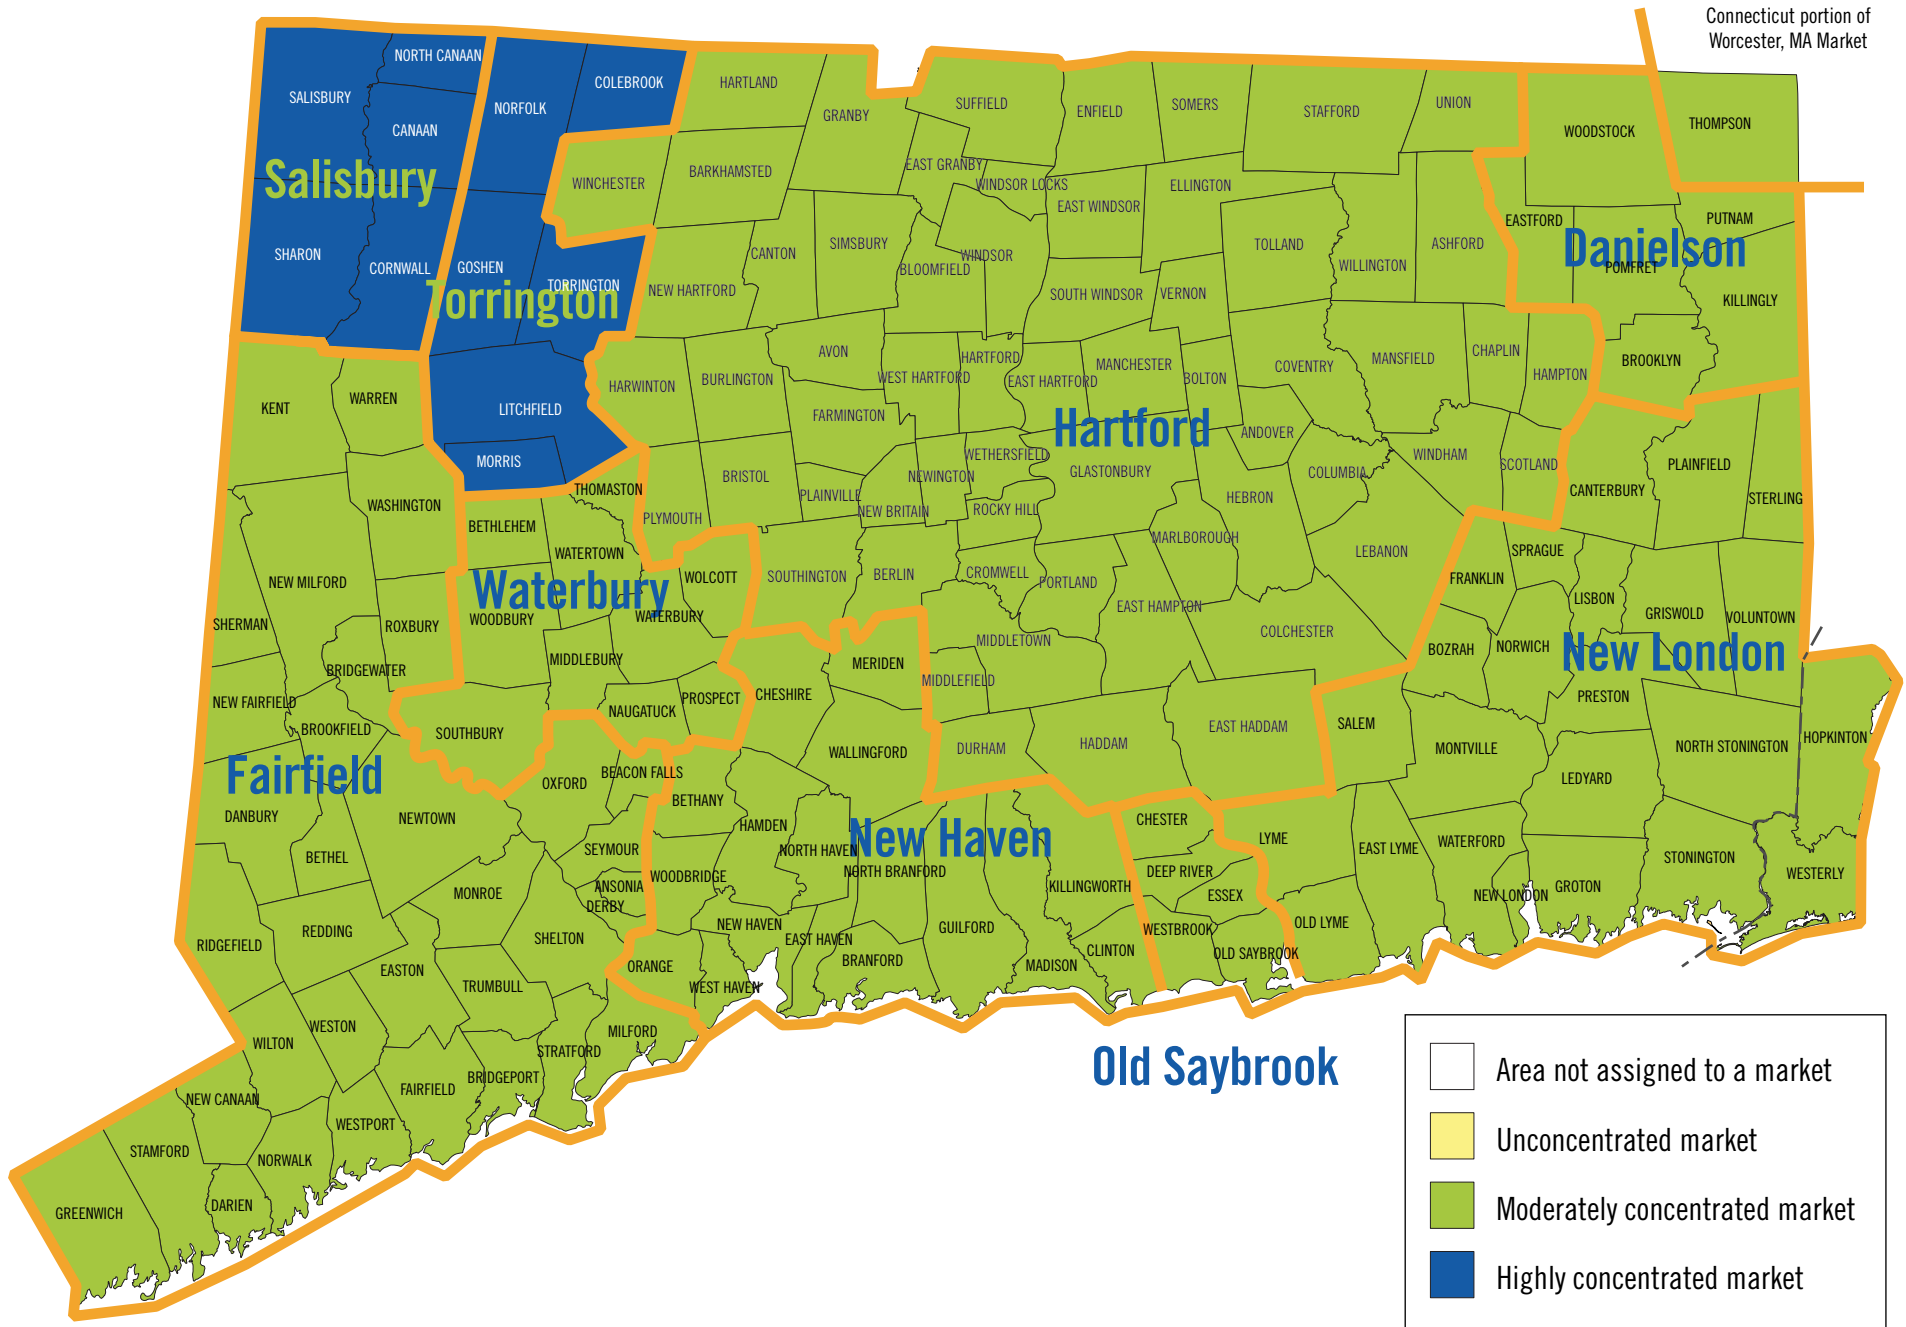 Connecticut portion of
Worcester, MA Market
NORTH CANAAN
SALISBURY
CANAAN
Salisbury
SHARON
CORNWALL
COLEBROOK
NORFOLK
GOSHEN
TORRINGTON
Torrington
LITCHFIELD
MORRIS
HARTLAND
GRANBY
SUFFIELD
ENFIELD
SOMERS
STAFFORD
UNION
WOODSTOCK
THOMPSON
WINCHESTER
BARKHAMSTED
EAST GRANBY
WINDSOR LOCKS
EAST WINDSOR
ELLINGTON
EASTFORD
PUTNAM
Danielson
POMFRET
KILLINGLY
BROOKLYN
NEW HARTFORD
CANTON
SIMSBURY
BLOOMFIELD
WINDSOR
TOLLAND
WILLINGTON
ASHFORD
SOUTH WINDSOR
VERNON
HARWINTON
BURLINGTON
AVON
WEST HARTFORD
HARTFORD
EAST HARTFORD
MANCHESTER
BOLTON
COVENTRY
MANSFIELD
CHAPLIN
HAMPTON
FARMINGTON
Hartford
ANDOVER
WETHERSFIELD
GLASTONBURY
NEWINGTON
COLUMBIA
WINDHAM
SCOTLAND
CANTERBURY
PLAINFIELD
STERLING
KENT
WARREN
WASHINGTON
THOMASTON
BETHLEHEM
PLYMOUTH
BRISTOL
PLAINVILLE
NEW BRITAIN
ROCKY HILL
HEBRON
MARLBOROUGH
LEBANON
WATERTOWN
WOLCOTT
SOUTHINGTON
BERLIN
CROMWELL
PORTLAND
EAST HAMPTON
COLCHESTER
FRANKLIN
SPRAGUE
LISBON
GRISWOLD
VOLUNTOWN
NEW MILFORD
SHERMAN
ROXBURY
BRIDGEWATER
Waterbury
WOODBURY
WATERBURY
MIDDLEBURY
NAUGATUCK
PROSPECT
CHESHIRE
MERIDEN
MIDDLETOWN
MIDDLEFIELD
BOZRAH
NORWICH
New London
PRESTON
NEW FAIRFIELD
BROOKFIELD
SOUTHBURY
Fairfield
DANBURY
NEWTOWN
BETHEL
OXFORD
BEACON FALLS
BETHANY
WALLINGFORD
DURHAM
HADDAM
EAST HADDAM
SALEM
MONTVILLE
NORTH STONINGTON
HOPKINTON
LEDYARD
HAMDEN
New Haven
NORTH HAVEN
NORTH BRANFORD
KILLINGWORTH
CHESTER
DEEP RIVER
ESSEX
LYME
EAST LYME
WATERFORD
NEW LONDON
GROTON
STONINGTON
WESTERLY
SEYMOUR
ANSONIA
DERBY
WOODBRIDGE
MONROE
SHELTON
NEW HAVEN
EAST HAVEN
BRANFORD
GUILFORD
MADISON
CLINTON
WESTBROOK
OLD SAYBROOK
OLD LYME
RIDGEFIELD
REDDING
EASTON
TRUMBULL
ORANGE
WEST HAVEN
MILFORD
STRATFORD
WILTON
WESTON
FAIRFIELD
BRIDGEPORT
NEW CANAAN
WESTPORT
STAMFORD
NORWALK
DARIEN
GREENWICH
Old Saybrook
Area not assigned to a market
Unconcentrated market
Moderately concentrated market
Highly concentrated market